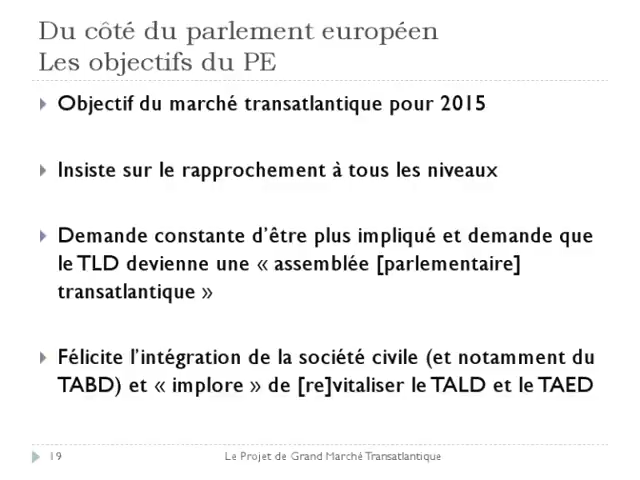 Du côté du parlement européen
Les objectifs du PE
Objectif du marché transatlantique pour 2015
Insiste sur le rapprochement à tous les niveaux
Demande constante d'être plus impliqué et demande que
le TLD devienne une « assemblée [parlementaire]
transatlantique »
Félicite l'intégration de la société civile (et notamment du
TABD) et « implore » de [re]vitaliser le TALD et le TAED
19 Le Projet de Grand Marché Transatlantique